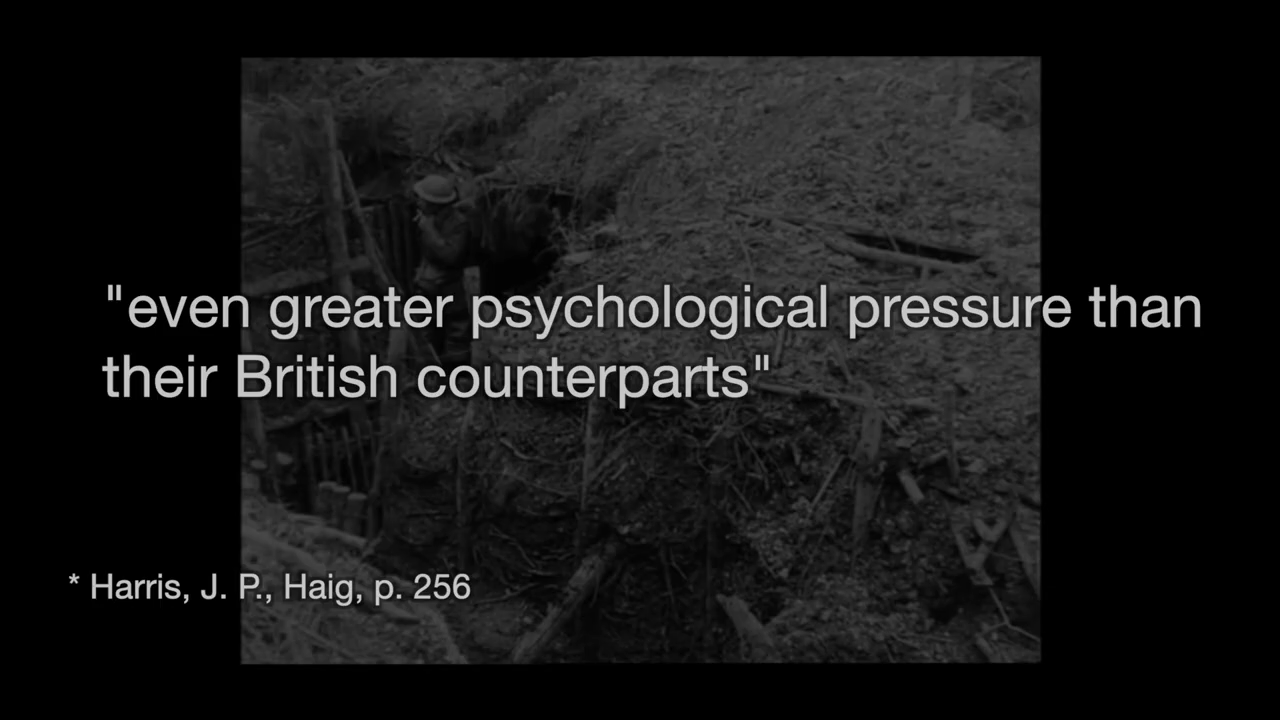 "even greater psychological pressure than
their British counterparts"
* Harris, J. P., Haig, p. 256